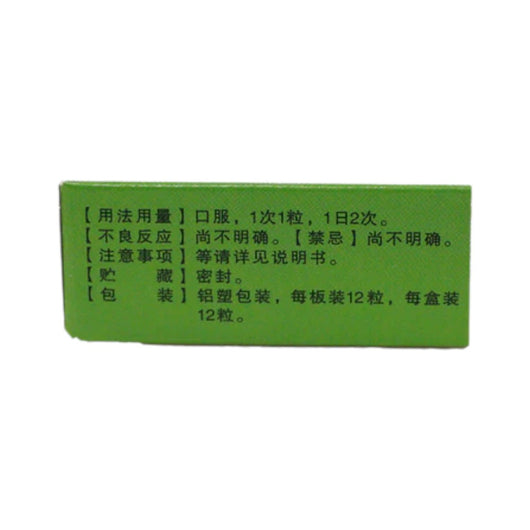 【用法用量】口服，1次1粒，1日2次。
【不良反应】尚不明确。【禁忌】尚不明确。
【注意事项】等请详见说明书。
【贮　　藏】密封。
【包　　装】铝塑包装，每板装12粒，每盒装
12粒。